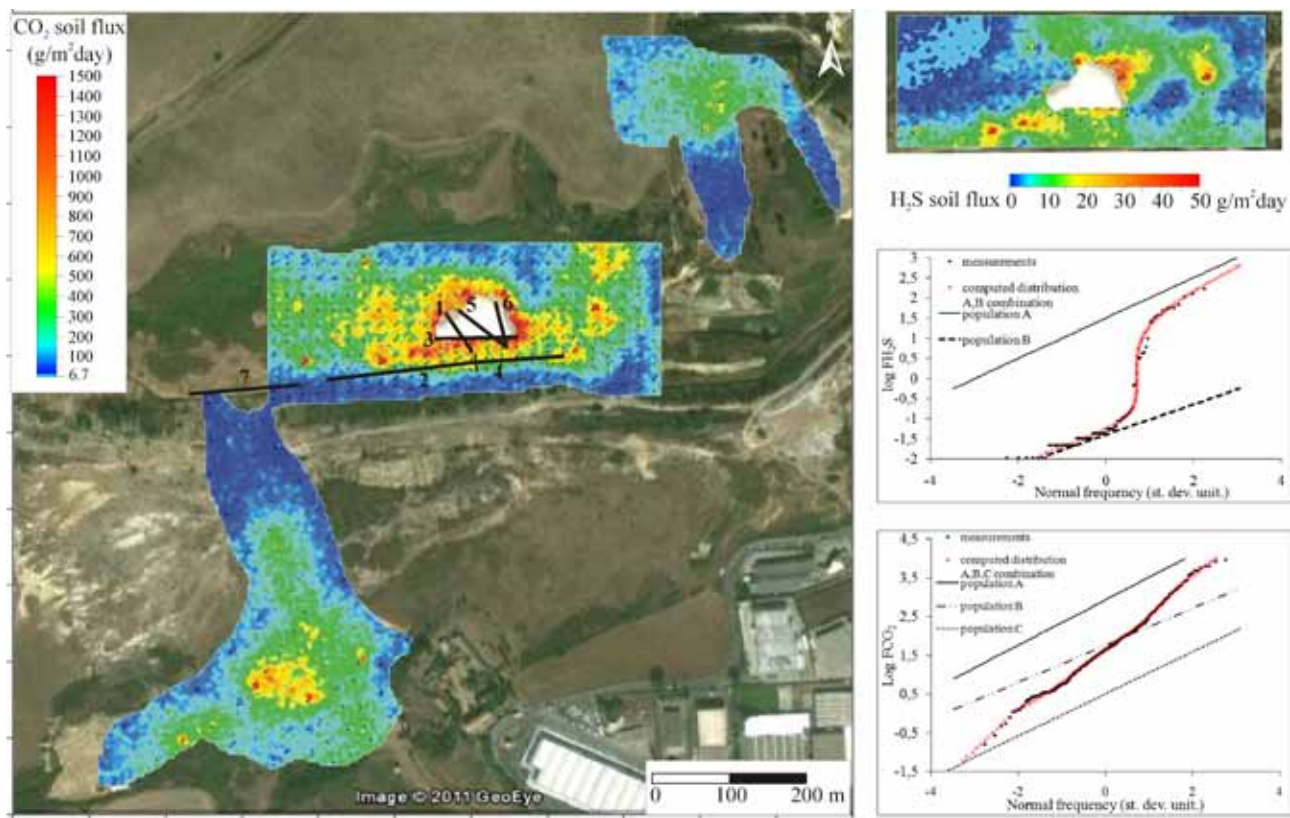 CO₂ soil flux
(g/m²day)
1500
1400
1300
1200
1100
1000
900
800
700
600
500
400
300
200
100
6.7
1
5
6
3
2
4
7
Image © 2011 GeoEye
0 100 200 m
H₂S soil flux 0 10 20 30 40 50 g/m²day
measurements
computed distribution
A,B combination
population A
population B
log FH₂S
3
2,5
2
1,5
1
0,5
0
-0,5
-1
-1,5
-2
-4 -2 0 2 4
Normal frequency (st. dev. unit.)
measurements
computed distribution
A,B,C combination
population A
population B
population C
Log FCO₂
4,5
3,5
2,5
1,5
0,5
-0,5
-1,5
-4 -2 0 2 4
Normal frequency (st. dev. unit.)